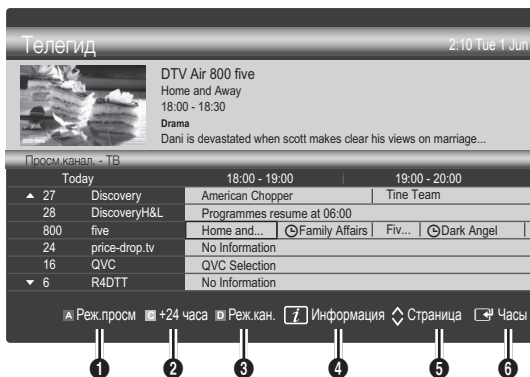 Телегид 2:10 Tue 1 Jun
DTV Air 800 five
Home and Away
18:00 - 18:30
Drama
Dani is devastated when scott makes clear his views on marriage...
800 five
Просм.канал. - ТВ
Today 18:00 - 19:00 19:00 - 20:00
▲ 27 Discovery American Chopper Tine Team
28 DiscoveryH&L Programmes resume at 06:00
800 five Home and... Family Affairs Fiv... Dark Angel
24 price-drop.tv No Information
16 QVC QVC Selection
▼ 6 R4DTT No Information
A Реж.просм C +24 часа D Реж.кан. i Информация Страница Часы
1 2 3 4 5 6